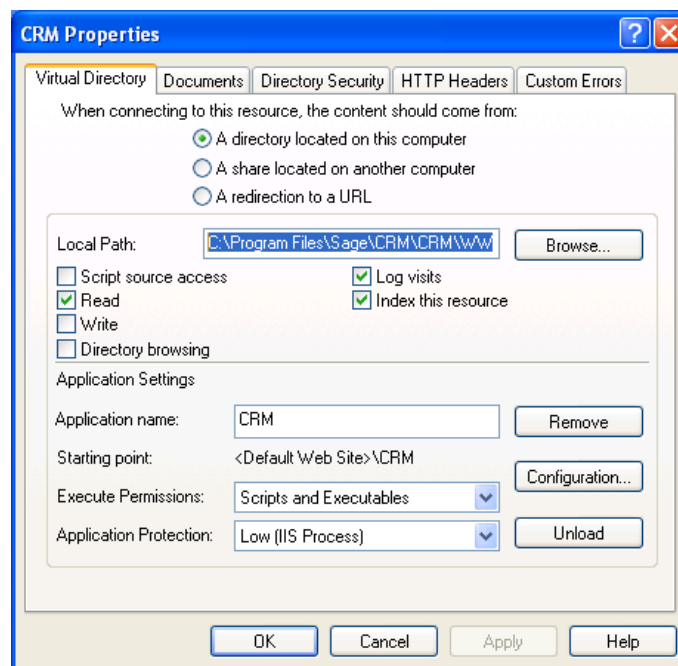 CRM Properties
Virtual Directory Documents Directory Security HTTP Headers Custom Errors
When connecting to this resource, the content should come from:
A directory located on this computer
A share located on another computer
A redirection to a URL
Local Path: C:\Program Files\Sage\CRM\CRM\WW Browse...
Script source access Log visits
Read Index this resource
Write
Directory browsing
Application Settings
Application name: CRM Remove
Starting point: <Default Web Site>\CRM
Configuration...
Execute Permissions: Scripts and Executables
Application Protection: Low (IIS Process) Unload
OK Cancel Apply Help